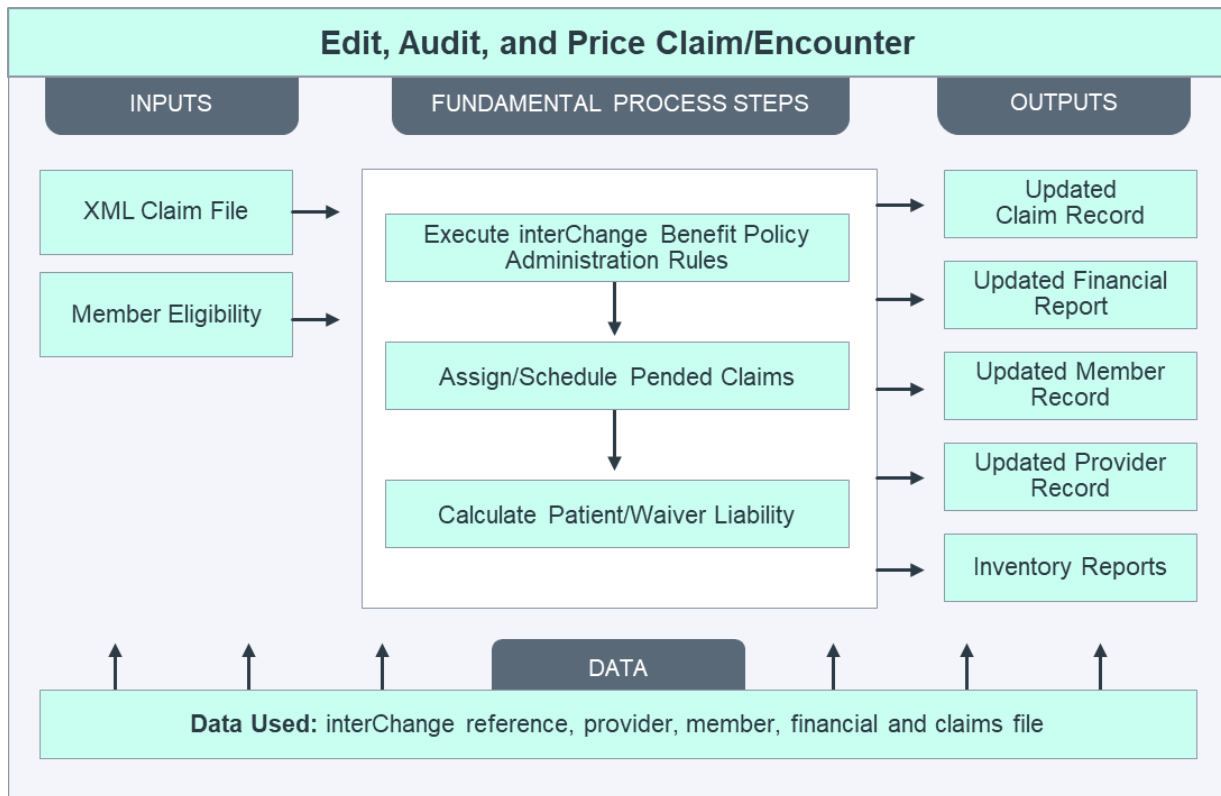 Edit, Audit, and Price Claim/Encounter
INPUTS
FUNDAMENTAL PROCESS STEPS
OUTPUTS
XML Claim File
Member Eligibility
Execute interChange Benefit Policy
Administration Rules
Assign/Schedule Pended Claims
Calculate Patient/Waiver Liability
Updated
Claim Record
Updated Financial
Report
Updated Member
Record
Updated Provider
Record
Inventory Reports
DATA
Data Used: interChange reference, provider, member, financial and claims file